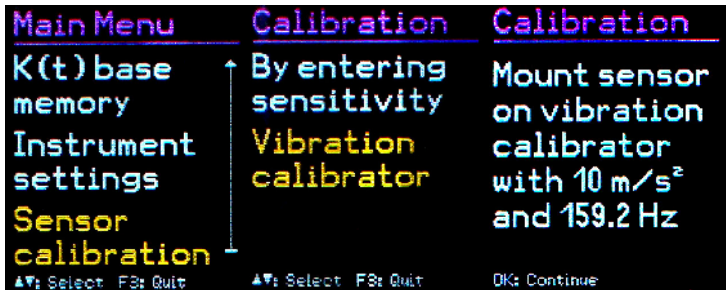 Main Menu
K(t) base
memory
Instrument
settings
Sensor
calibration
▲▼: Select F3: Quit
Calibration
By entering
sensitivity
Vibration
calibrator
▲▼: Select F3: Quit
Calibration
Mount sensor
on vibration
calibrator
with 10 m/s²
and 159.2 Hz
OK: Continue